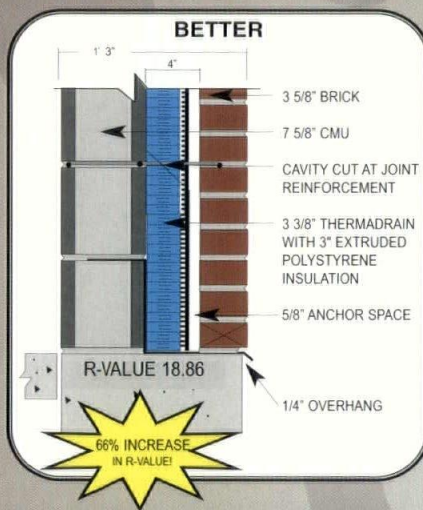 BETTER
1' 3"
4"
3 5/8" BRICK
7 5/8" CMU
CAVITY CUT AT JOINT
REINFORCEMENT
3 3/8" THERMADRAIN
WITH 3" EXTRUDED
POLYSTYRENE
INSULATION
5/8" ANCHOR SPACE
R-VALUE 18.86
1/4" OVERHANG
66% INCREASE
IN R-VALUE!